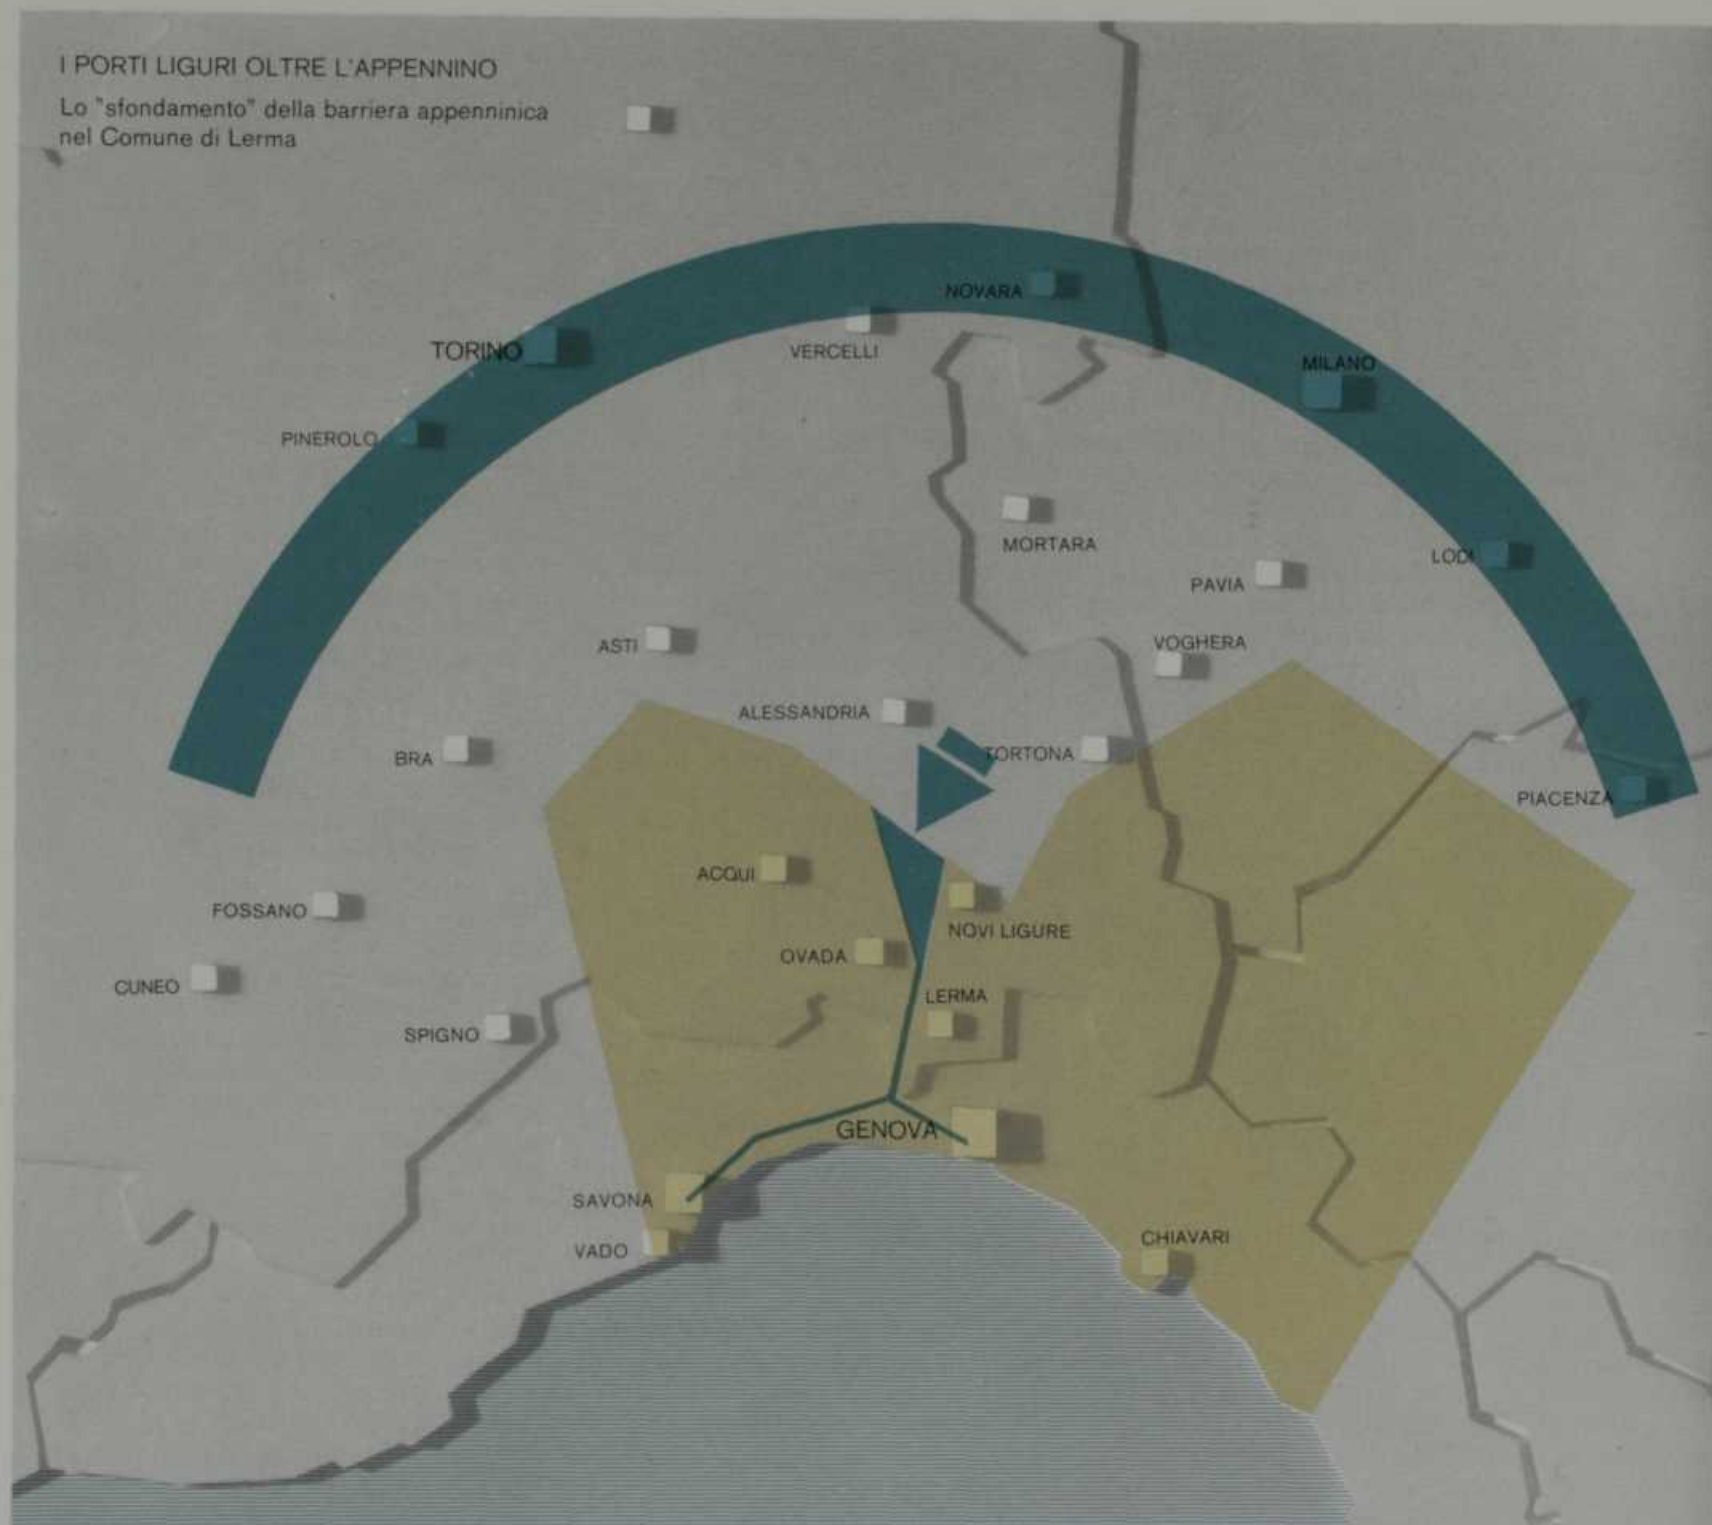 I PORTI LIGURI OLTRE L'APPENNINO
Lo "sfondamento" della barriera appenninica
nel Comune di Lerma
NOVARA
TORINO
VERCELLI
MILANO
PINEROLO
MORTARA
LODI
PAVIA
ASTI
VOGHERA
ALESSANDRIA
BRA
TORTONA
PIACENZA
ACQUI
FOSSANO
NOVI LIGURE
OVADA
CUNEO
LERMA
SPIGNO
GENOVA
SAVONA
CHIAVARI
VADO